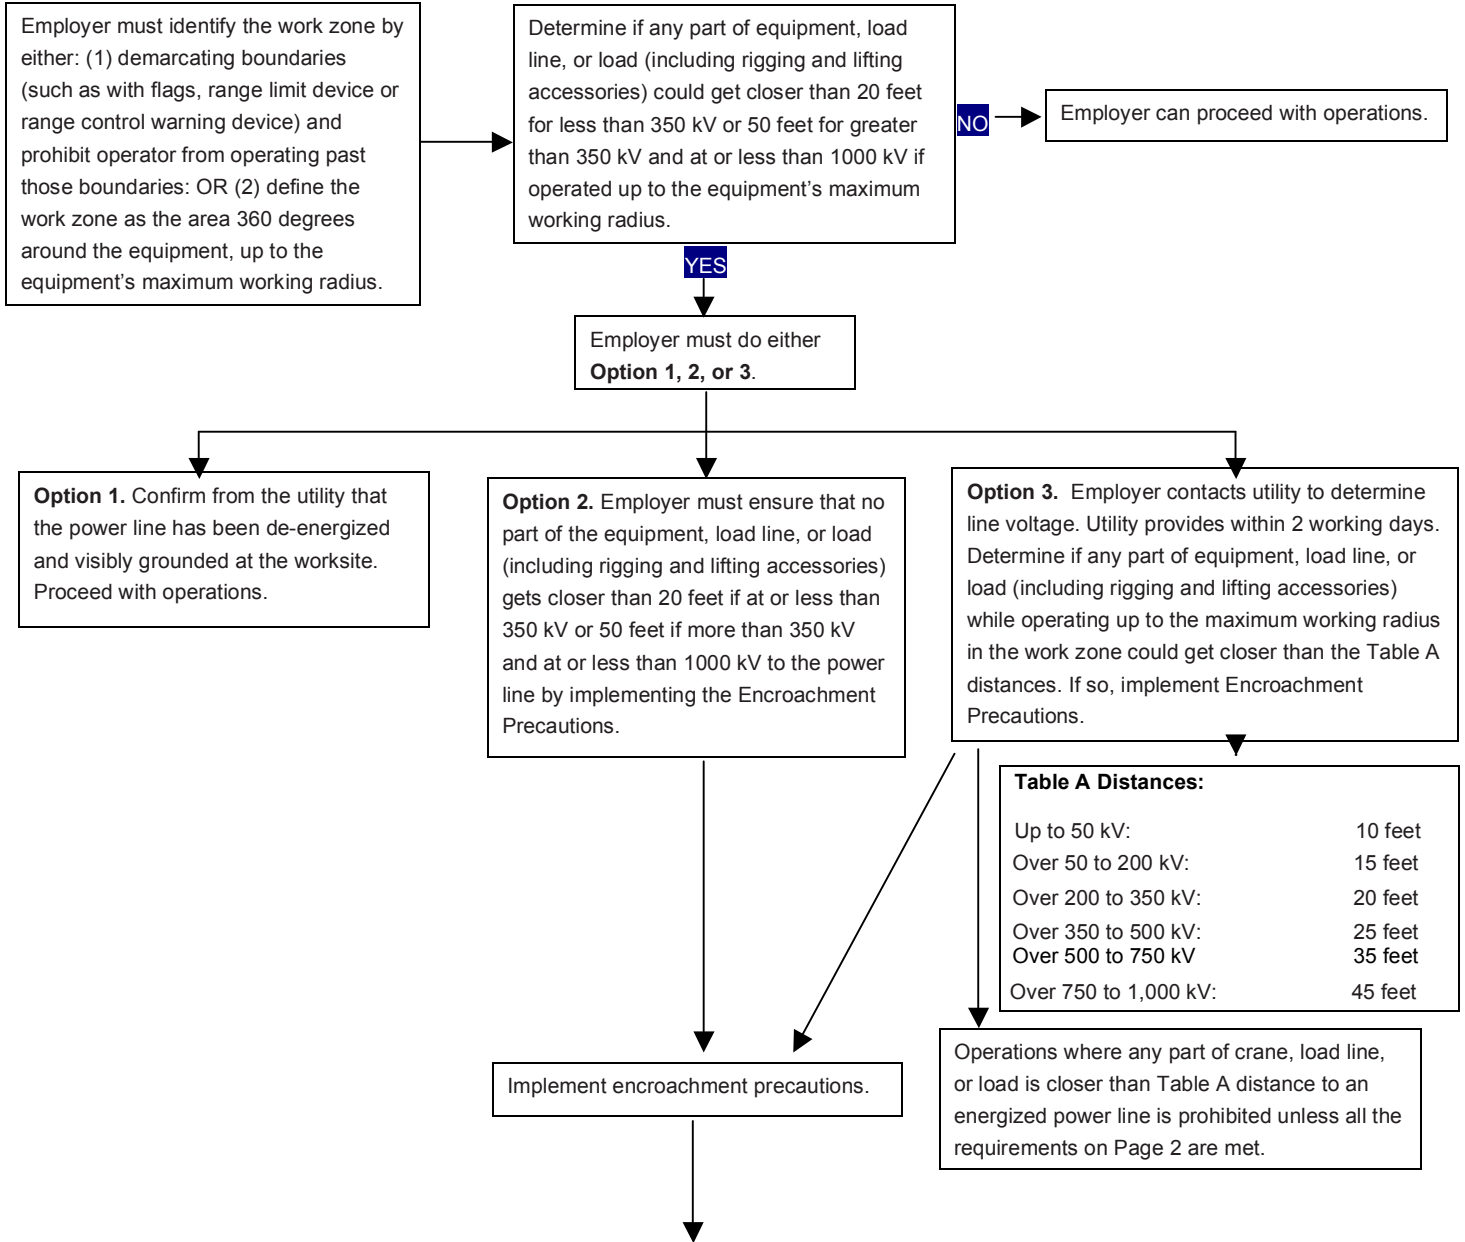 Employer must identify the work zone by
either: (1) demarcating boundaries
(such as with flags, range limit device or
range control warning device) and
prohibit operator from operating past
those boundaries: OR (2) define the
work zone as the area 360 degrees
around the equipment, up to the
equipment’s maximum working radius.
Determine if any part of equipment, load
line, or load (including rigging and lifting
accessories) could get closer than 20 feet
for less than 350 kV or 50 feet for greater
than 350 kV and at or less than 1000 kV if
operated up to the equipment’s maximum
working radius.
NO
Employer can proceed with operations.
YES
Employer must do either
Option 1, 2, or 3.
Option 1. Confirm from the utility that
the power line has been de-energized
and visibly grounded at the worksite.
Proceed with operations.
Option 2. Employer must ensure that no
part of the equipment, load line, or load
(including rigging and lifting accessories)
gets closer than 20 feet if at or less than
350 kV or 50 feet if more than 350 kV
and at or less than 1000 kV to the power
line by implementing the Encroachment
Precautions.
Option 3. Employer contacts utility to determine
line voltage. Utility provides within 2 working days.
Determine if any part of equipment, load line, or
load (including rigging and lifting accessories)
while operating up to the maximum working radius
in the work zone could get closer than the Table A
distances. If so, implement Encroachment
Precautions.
Table A Distances:
Up to 50 kV: 10 feet
Over 50 to 200 kV: 15 feet
Over 200 to 350 kV: 20 feet
Over 350 to 500 kV: 25 feet
Over 500 to 750 kV 35 feet
Over 750 to 1,000 kV: 45 feet
Implement encroachment precautions.
Operations where any part of crane, load line,
or load is closer than Table A distance to an
energized power line is prohibited unless all the
requirements on Page 2 are met.